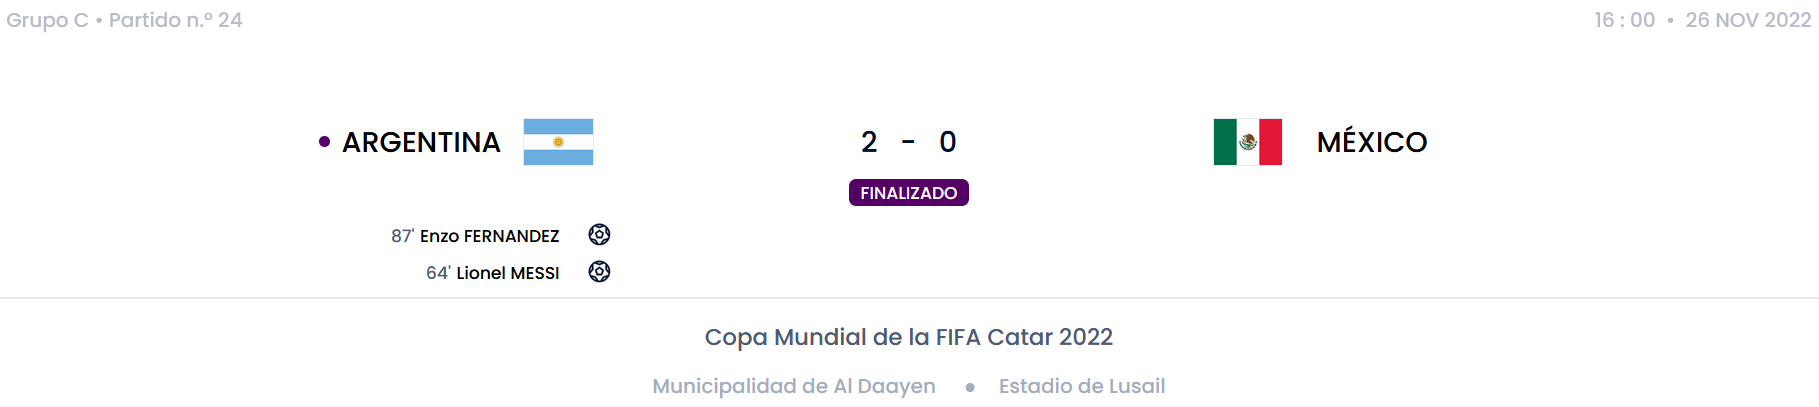 Grupo C • Partido n.º 24
16 : 00 • 26 NOV 2022
• ARGENTINA 2 - 0 MÉXICO
FINALIZADO
87' Enzo FERNANDEZ
64' Lionel MESSI
Copa Mundial de la FIFA Catar 2022
Municipalidad de Al Daayen • Estadio de Lusail